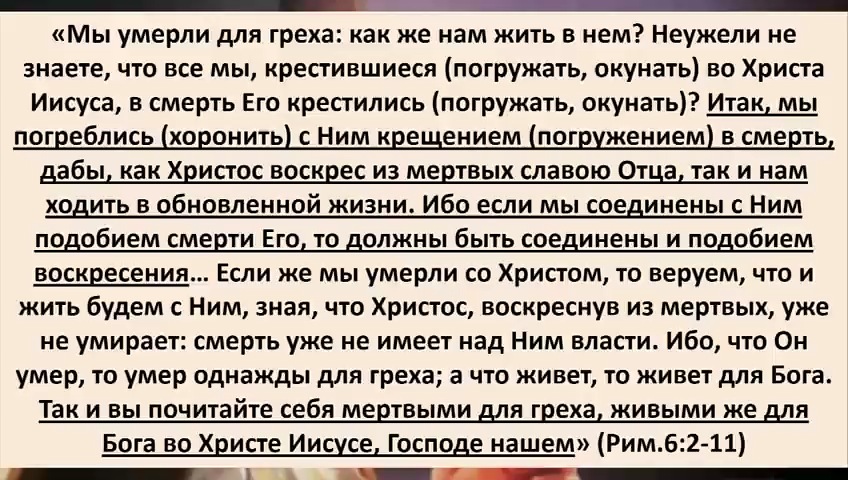 «Мы умерли для греха: как же нам жить в нем? Неужели не
знаете, что все мы, крестившиеся (погружать, окунать) во Христа
Иисуса, в смерть Его крестились (погружать, окунать)? Итак, мы
погреблись (хоронить) с Ним крещением (погружением) в смерть,
дабы, как Христос воскрес из мертвых славою Отца, так и нам
ходить в обновленной жизни. Ибо если мы соединены с Ним
подобием смерти Его, то должны быть соединены и подобием
воскресения… Если же мы умерли со Христом, то веруем, что и
жить будем с Ним, зная, что Христос, воскреснув из мертвых, уже
не умирает: смерть уже не имеет над Ним власти. Ибо, что Он
умер, то умер однажды для греха; а что живет, то живет для Бога.
Так и вы почитайте себя мертвыми для греха, живыми же для
Бога во Христе Иисусе, Господе нашем» (Рим.6:2-11)